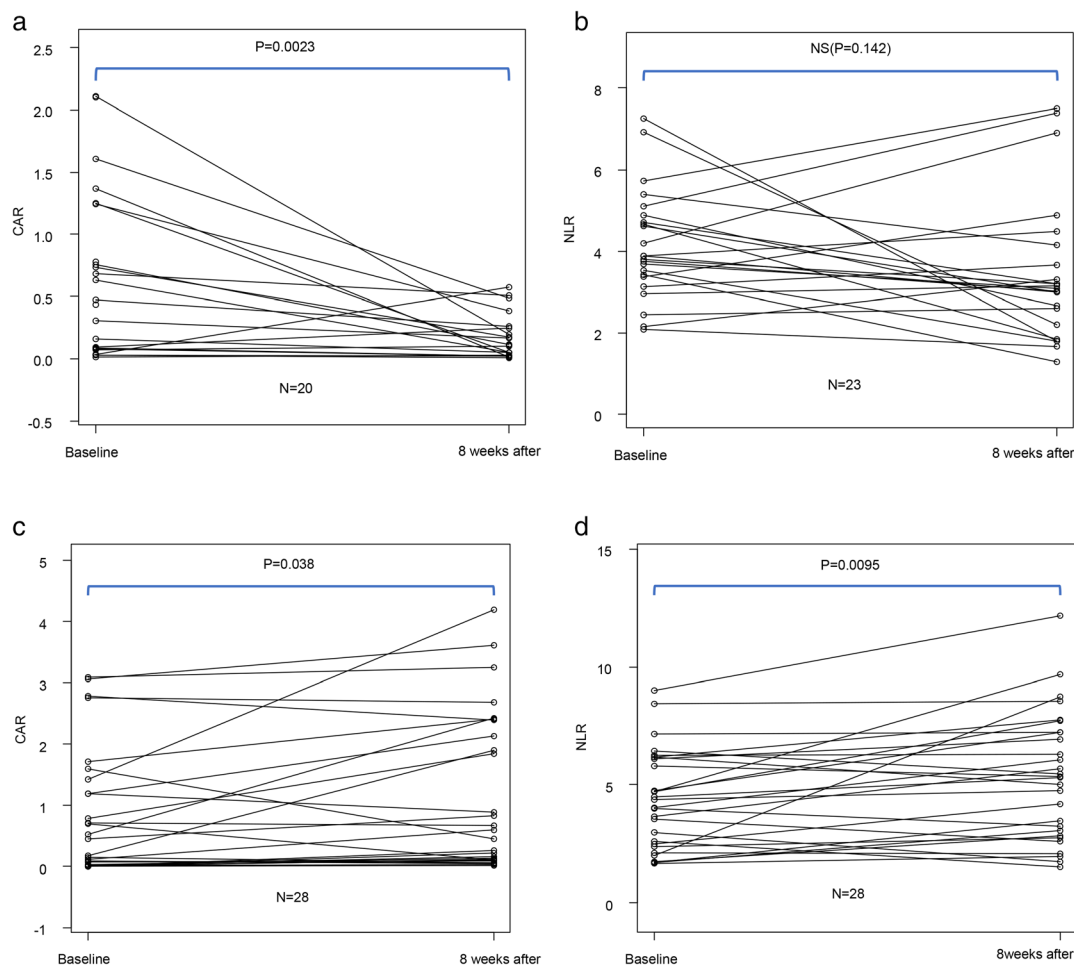 a
P=0.0023
2.5
2.0
1.5
1.0
0.5
0.0
-0.5
CAR
N=20
Baseline
8 weeks after
b
NS(P=0.142)
8
6
4
2
0
NLR
N=23
Baseline
8 weeks after
c
P=0.038
5
4
3
2
1
0
-1
CAR
N=28
Baseline
8 weeks after
d
P=0.0095
15
10
5
0
NLR
N=28
Baseline
8weeks after